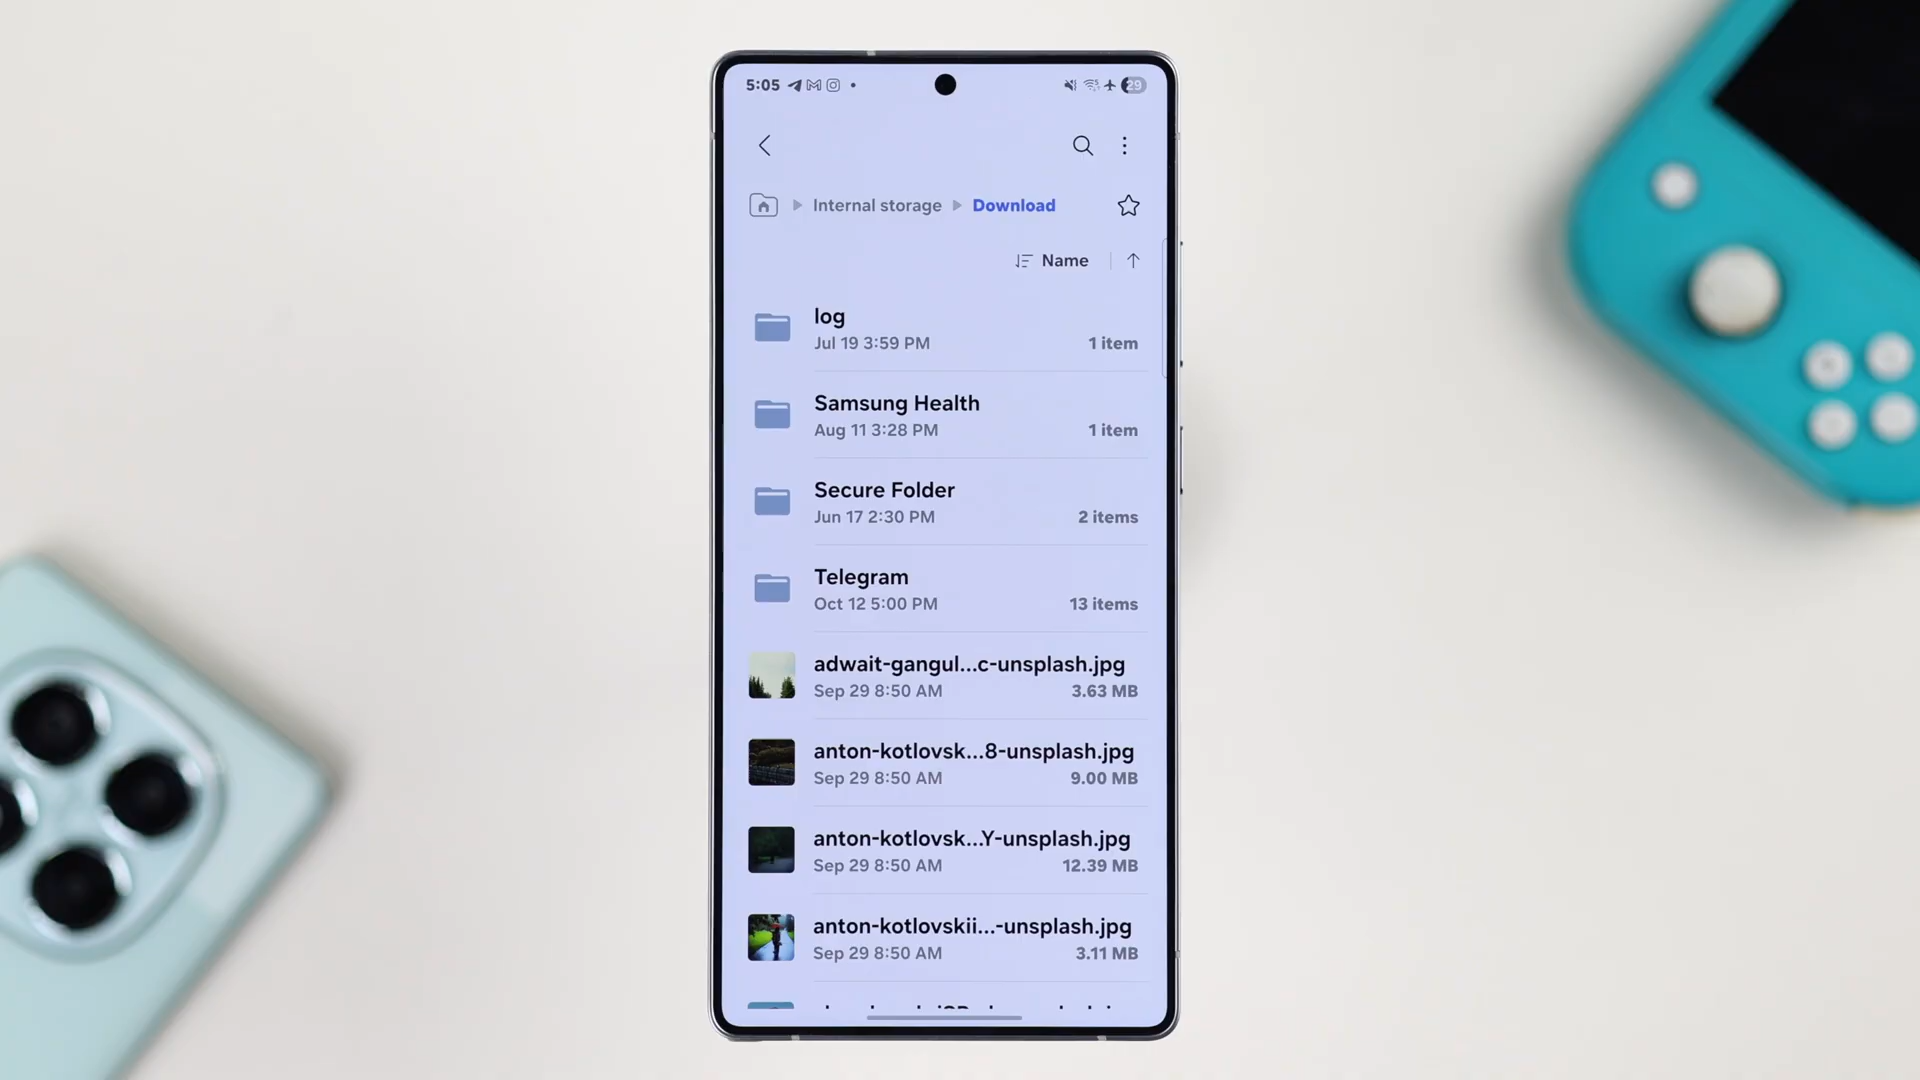 5:05
29
Internal storage
Download
Name
log
Jul 19 3:59 PM
1 item
Samsung Health
Aug 11 3:28 PM
1 item
Secure Folder
Jun 17 2:30 PM
2 items
Telegram
Oct 12 5:00 PM
13 items
adwait-gangul...c-unsplash.jpg
Sep 29 8:50 AM
3.63 MB
anton-kotlovsk...8-unsplash.jpg
Sep 29 8:50 AM
9.00 MB
anton-kotlovsk...Y-unsplash.jpg
Sep 29 8:50 AM
12.39 MB
anton-kotlovskii...-unsplash.jpg
Sep 29 8:50 AM
3.11 MB